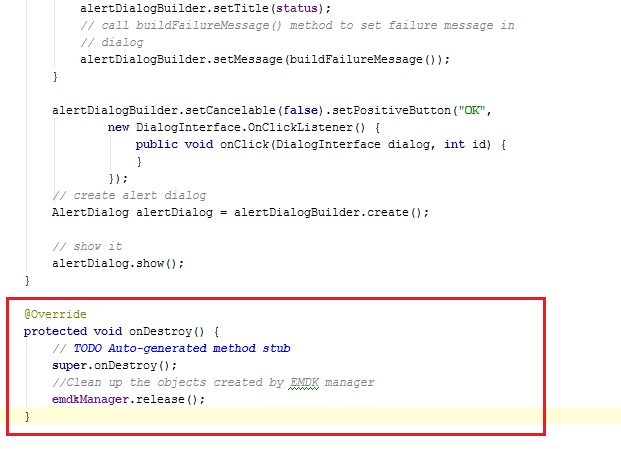 alertDialogBuilder.setTitle(status);
// call buildFailureMessage() method to set failure message in
// dialog
alertDialogBuilder.setMessage(buildFailureMessage());
}
alertDialogBuilder.setCancelable(false).setPositiveButton("OK",
new DialogInterface.OnClickListener() {
public void onClick(DialogInterface dialog, int id) {
}
});
// create alert dialog
AlertDialog alertDialog = alertDialogBuilder.create();
// show it
alertDialog.show();
}
@Override
protected void onDestroy() {
// TODO Auto-generated method stub
super.onDestroy();
//Clean up the objects created by EMDK manager
emdkManager.release();
}